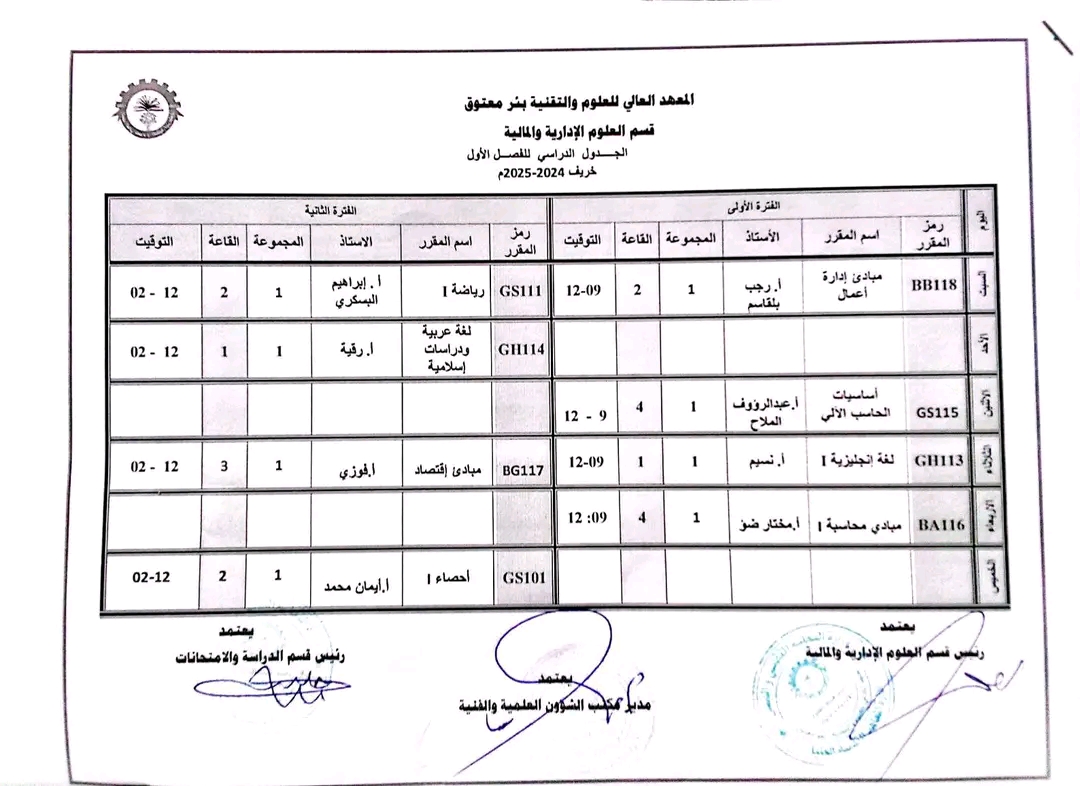 المعهد العالي للعلوم والتقنية بئر معتوق
قسم العلوم الإدارية والمالية
الجـــدول الدراسي للفصـل الأول
خريف 2024-2025م
اليوم الفترة الأولى الفترة الثانية
رمز المقرر اسم المقرر الأستاذ المجموعة القاعة التوقيت رمز المقرر اسم المقرر الاستاذ المجموعة القاعة التوقيت
السبت BB118 مبادئ إدارة أعمال أ. رجب بلقاسم 1 2 12-09 GS111 رياضة I أ . إبراهيم البسكري 1 2 02 - 12
الأحد GH114 لغة عربية ودراسات إسلامية أ. رقية 1 1 02 - 12
الاثنين GS115 أساسيات الحاسب الألي أ.عبدالرؤوف الملاح 1 4 12 - 9
الثلاثاء GH113 لغة إنجليزية I أ. نسيم 1 1 12-09 BG117 مبادئ إقتصاد أ.فوزي 1 3 02 - 12
الاربعاء BA116 مبادي محاسبة I أ.مختار ضؤ 1 4 12 :09
الخميس GS101 أحصاء I أ.أيمان محمد 1 2 02-12
يعتمد
رئيس قسم العلوم الإدارية والمالية
يعتمد
مدير مكتب الشؤون العلمية والفنية
يعتمد
رئيس قسم الدراسة والامتحانات